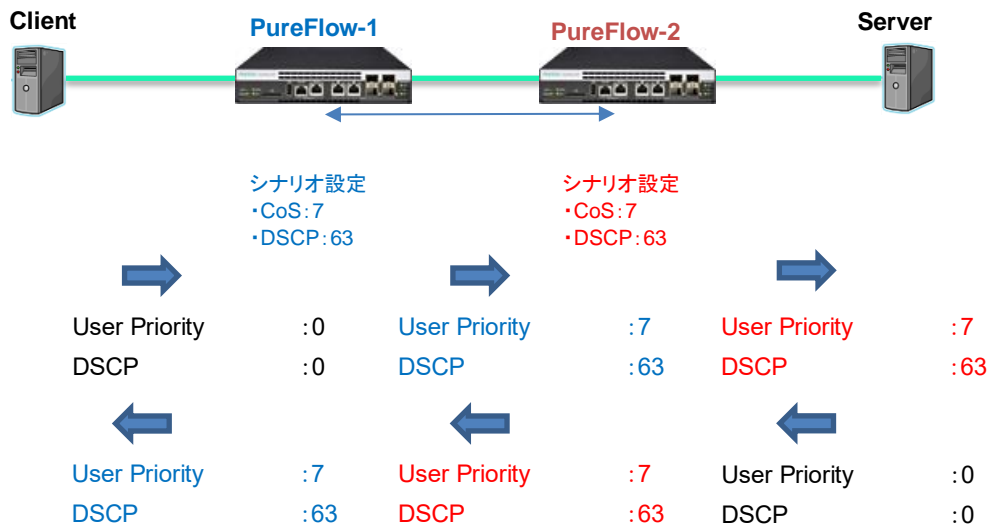 Client
PureFlow-1
PureFlow-2
Server
シナリオ設定
・CoS：7
・DSCP：63
シナリオ設定
・CoS：7
・DSCP：63
User Priority ：0 User Priority ：7 User Priority ：7
DSCP ：0 DSCP ：63 DSCP ：63
User Priority ：7 User Priority ：7 User Priority ：0
DSCP ：63 DSCP ：63 DSCP ：0